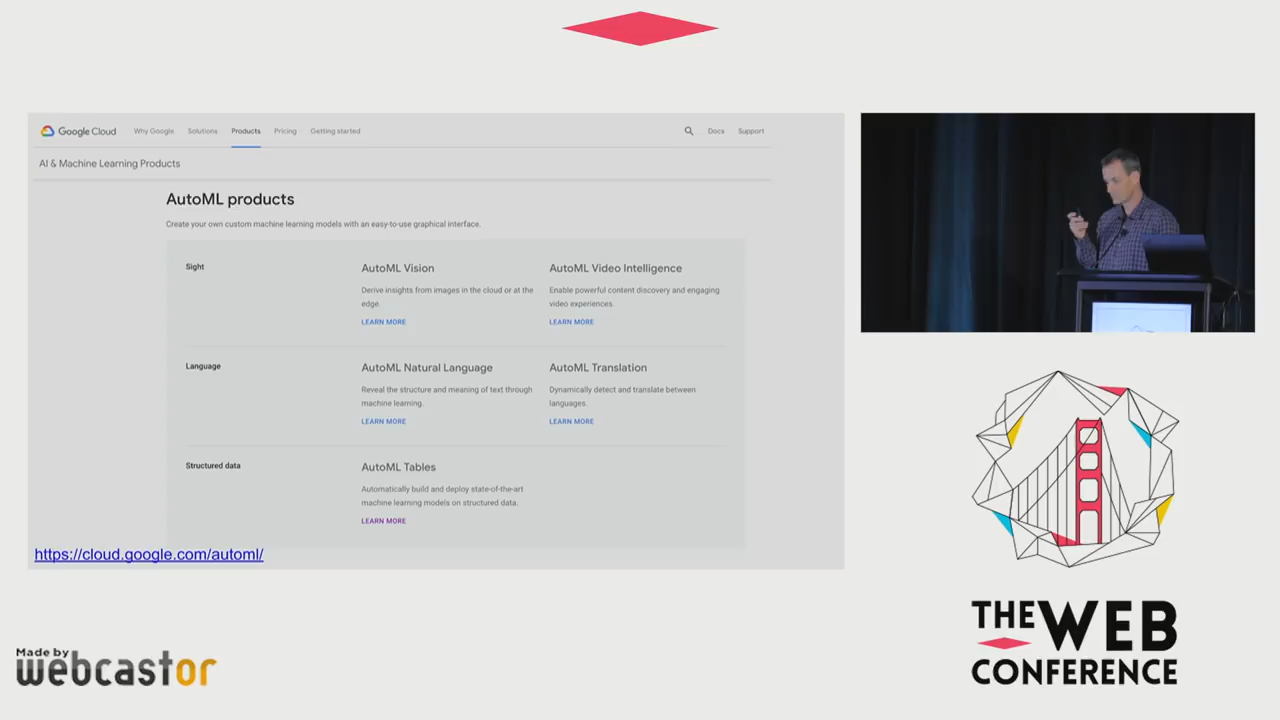 Google Cloud
Why Google
Solutions
Products
Pricing
Getting started
Docs
Support
AI & Machine Learning Products
AutoML products
Create your own custom machine learning models with an easy-to-use graphical interface.
Sight
AutoML Vision
Derive insights from images in the cloud or at the
edge.
LEARN MORE
AutoML Video Intelligence
Enable powerful content discovery and engaging
video experiences.
LEARN MORE
Language
AutoML Natural Language
Reveal the structure and meaning of text through
machine learning.
LEARN MORE
AutoML Translation
Dynamically detect and translate between
languages.
LEARN MORE
Structured data
AutoML Tables
Automatically build and deploy state-of-the-art
machine learning models on structured data.
LEARN MORE
https://cloud.google.com/automl/
THE WEB
CONFERENCE
Made by
webcastor